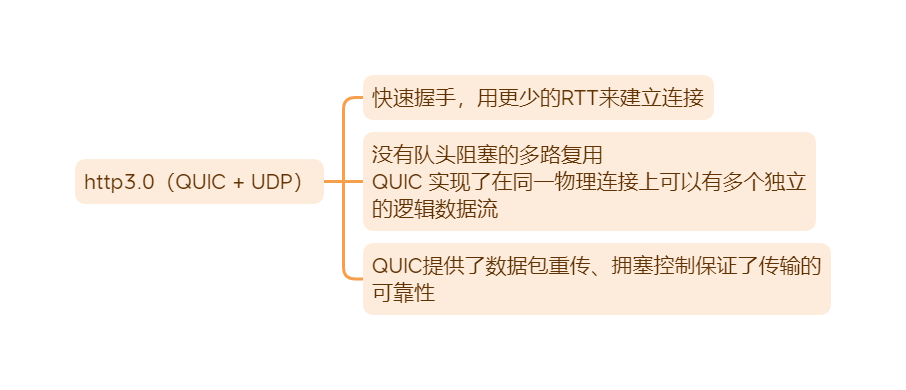 快速握手，用更少的RTT来建立连接
没有队头阻塞的多路复用
http3.0（QUIC + UDP）
QUIC 实现了在同一物理连接上可以有多个独立
的逻辑数据流
QUIC提供了数据包重传、拥塞控制保证了传输的
可靠性